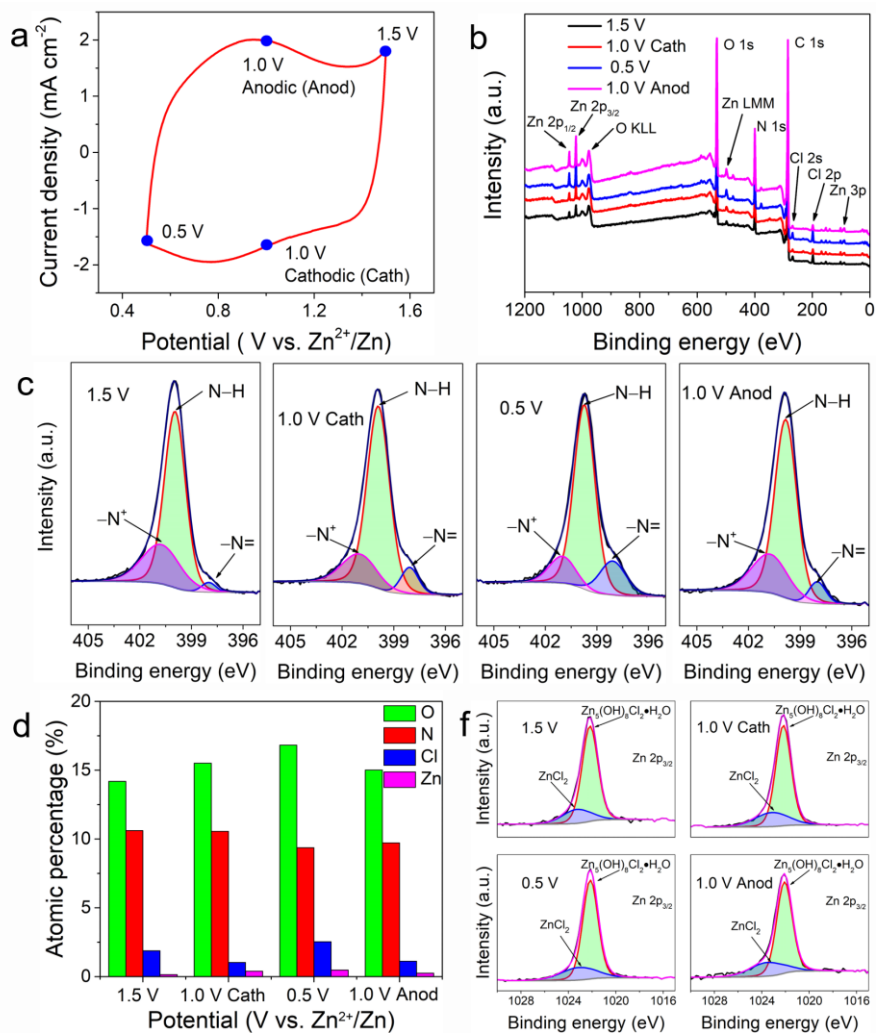 a
Current density (mA cm⁻²)
2
1
0
-1
-2
0.4
0.8
1.2
1.6
1.5 V
1.0 V
Anodic (Anod)
0.5 V
1.0 V
Cathodic (Cath)
Potential ( V vs. Zn²⁺/Zn)
b
Intensity (a.u.)
1.5 V
1.0 V Cath
0.5 V
1.0 V Anod
O 1s
C 1s
Zn 2p₃/₂
Zn 2p₁/₂
O KLL
Zn LMM
N 1s
Cl 2s
Cl 2p
Zn 3p
1200 1000 800 600 400 200 0
Binding energy (eV)
c
Intensity (a.u.)
1.5 V
N–H
–N⁺
–N=
405 402 399 396
Binding energy (eV)
1.0 V Cath
N–H
–N⁺
–N=
405 402 399 396
Binding energy (eV)
0.5 V
N–H
–N⁺
–N=
405 402 399 396
Binding energy (eV)
1.0 V Anod
N–H
–N⁺
–N=
405 402 399 396
Binding energy (eV)
d
Atomic percentage (%)
20
15
10
5
0
O
N
Cl
Zn
1.5 V 1.0 V Cath 0.5 V 1.0 V Anod
Potential (V vs. Zn²⁺/Zn)
f
Intensity (a.u.)
1.5 V
Zn₅(OH)₈Cl₂•H₂O
Zn 2p₃/₂
ZnCl₂
Intensity (a.u.)
1.0 V Cath
Zn₅(OH)₈Cl₂•H₂O
Zn 2p₃/₂
ZnCl₂
Intensity (a.u.)
0.5 V
Zn₅(OH)₈Cl₂•H₂O
Zn 2p₃/₂
ZnCl₂
1028 1024 1020 1016
Binding energy (eV)
Intensity (a.u.)
1.0 V Anod
Zn₅(OH)₈Cl₂•H₂O
Zn 2p₃/₂
ZnCl₂
1028 1024 1020 1016
Binding energy (eV)